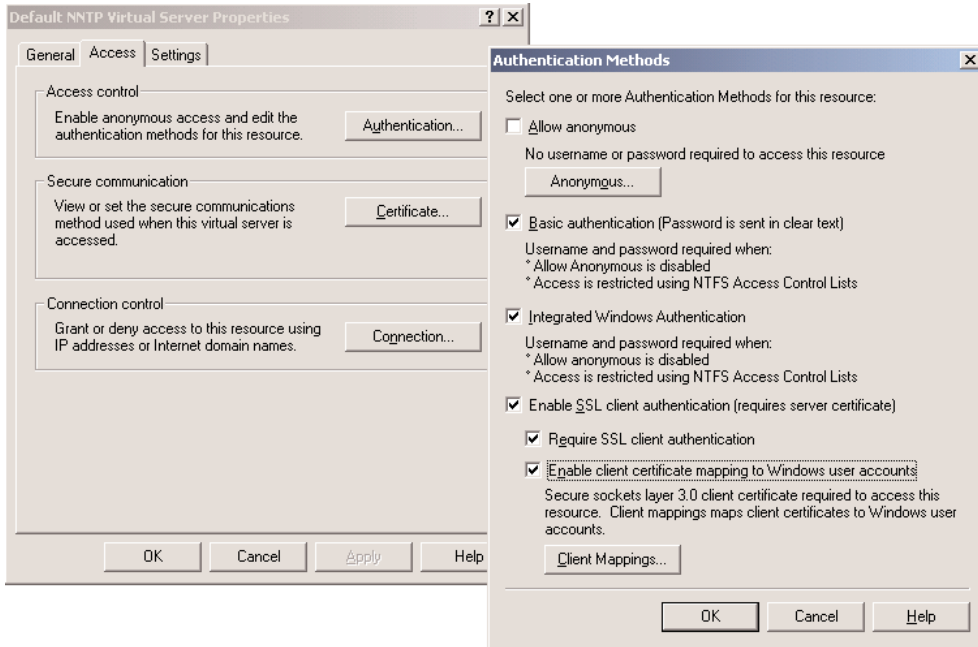 Default NNTP Virtual Server Properties
General Access Settings
Access control
Enable anonymous access and edit the
authentication methods for this resource.
Authentication...
Secure communication
View or set the secure communications
method used when this virtual server is
accessed.
Certificate...
Connection control
Grant or deny access to this resource using
IP addresses or Internet domain names.
Connection...
OK Cancel Apply Help
Authentication Methods
Select one or more Authentication Methods for this resource:
Allow anonymous
No username or password required to access this resource
Anonymous...
Basic authentication (Password is sent in clear text)
Username and password required when:
* Allow Anonymous is disabled
* Access is restricted using NTFS Access Control Lists
Integrated Windows Authentication
Username and password required when:
* Allow anonymous is disabled
* Access is restricted using NTFS Access Control Lists
Enable SSL client authentication (requires server certificate)
Require SSL client authentication
Enable client certificate mapping to Windows user accounts
Secure sockets layer 3.0 client certificate required to access this
resource. Client mappings maps client certificates to Windows user
accounts.
Client Mappings...
OK Cancel Help